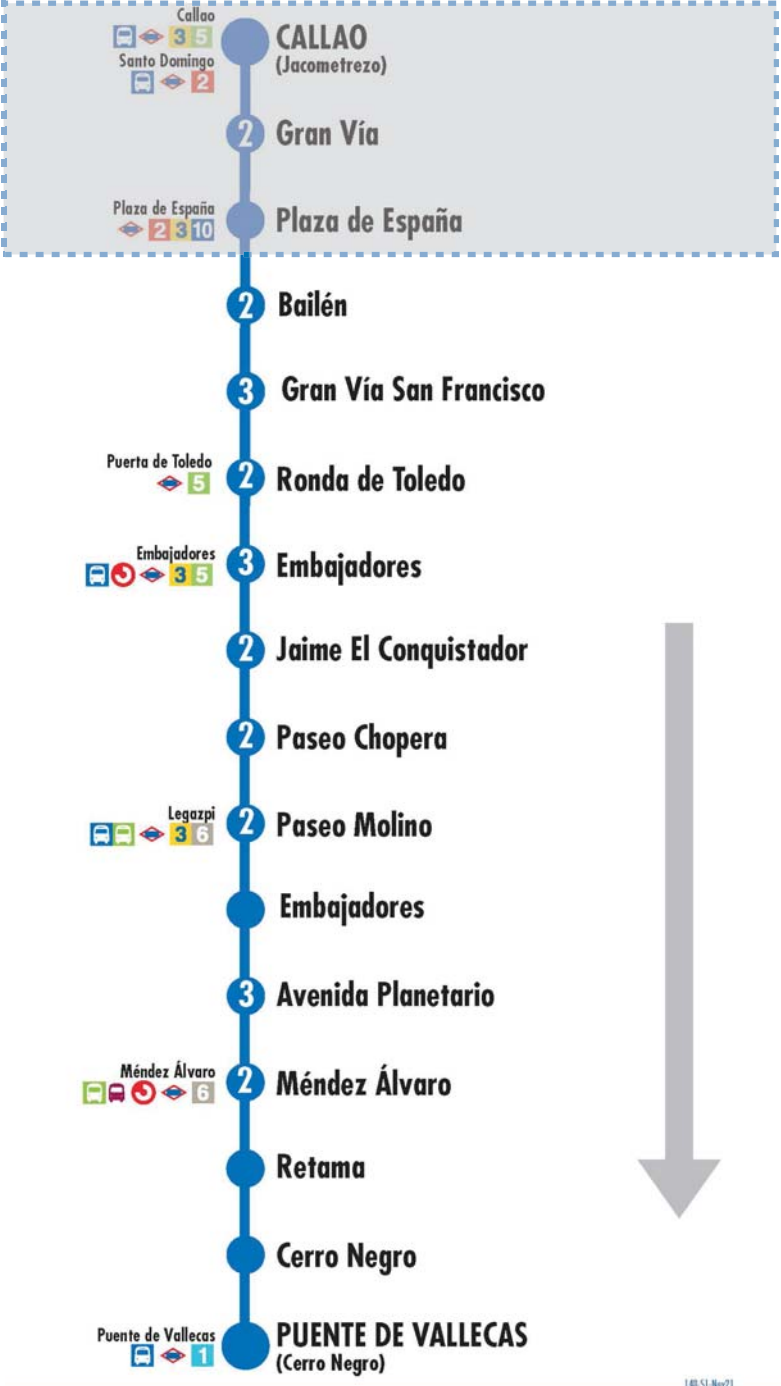 Callao
3 5
CALLAO
(Jacometrezo)
Santo Domingo
2
2
Gran Vía
Plaza de España
2 3 10
Plaza de España
2
Bailén
3
Gran Vía San Francisco
Puerta de Toledo
5
2
Ronda de Toledo
Embajadores
3 5
3
Embajadores
2
Jaime El Conquistador
2
Paseo Chopera
Legazpi
3 6
2
Paseo Molino
Embajadores
3
Avenida Planetario
Méndez Álvaro
6
2
Méndez Álvaro
Retama
Cerro Negro
Puente de Vallecas
1
PUENTE DE VALLECAS
(Cerro Negro)